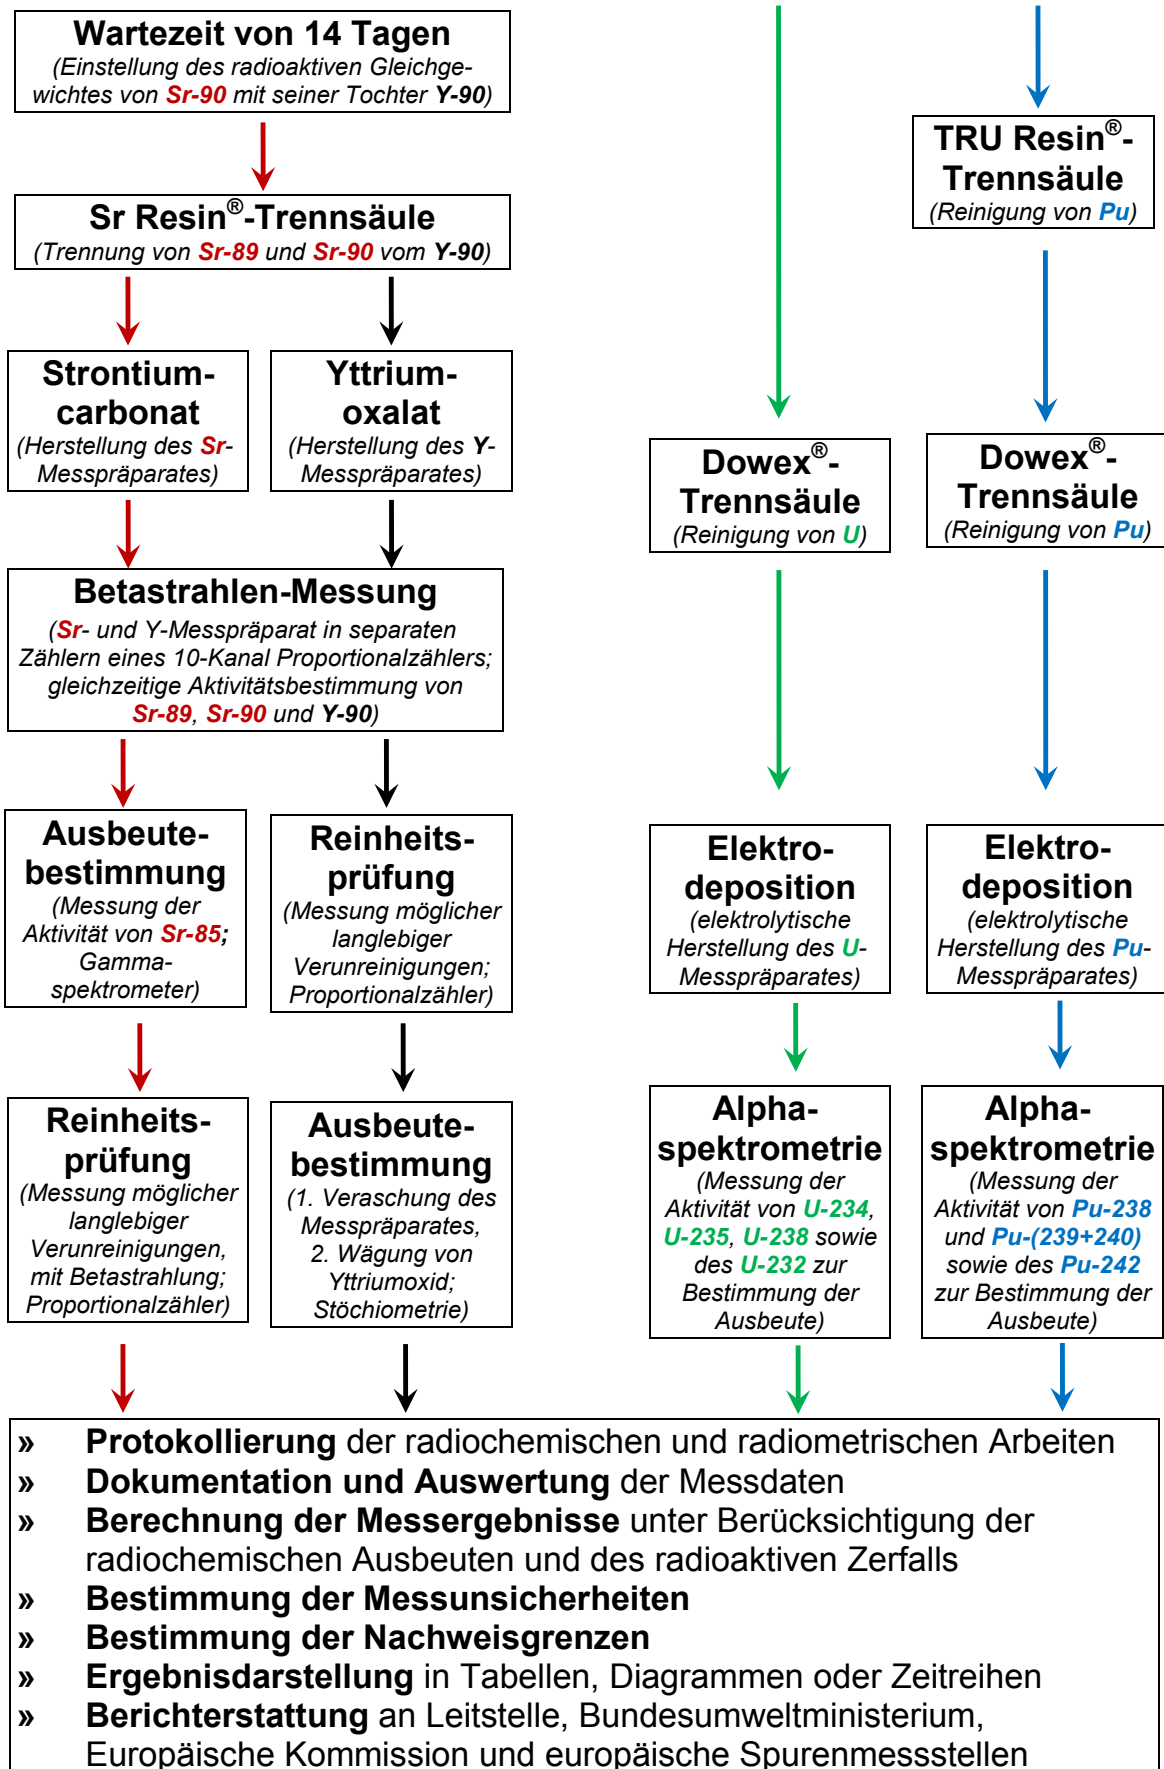 Wartezeit von 14 Tagen
(Einstellung des radioaktiven Gleichge-
wichtes von Sr-90 mit seiner Tochter Y-90)
Sr Resin®-Trennsäule
(Trennung von Sr-89 und Sr-90 vom Y-90)
Strontium-
carbonat
(Herstellung des Sr-
Messpräparates)
Yttrium-
oxalat
(Herstellung des Y-
Messpräparates)
Betastrahlen-Messung
(Sr- und Y-Messpräparat in separaten
Zählern eines 10-Kanal Proportionalzählers;
gleichzeitige Aktivitätsbestimmung von
Sr-89, Sr-90 und Y-90)
Ausbeute-
bestimmung
(Messung der
Aktivität von Sr-85;
Gamma-
spektrometer)
Reinheits-
prüfung
(Messung möglicher
langlebiger
Verunreinigungen;
Proportionalzähler)
Reinheits-
prüfung
(Messung möglicher
langlebiger
Verunreinigungen,
mit Betastrahlung;
Proportionalzähler)
Ausbeute-
bestimmung
(1. Veraschung des
Messpräparates,
2. Wägung von
Yttriumoxid;
Stöchiometrie)
TRU Resin®-
Trennsäule
(Reinigung von Pu)
Dowex®-
Trennsäule
(Reinigung von U)
Dowex®-
Trennsäule
(Reinigung von Pu)
Elektro-
deposition
(elektrolytische
Herstellung des U-
Messpräparates)
Elektro-
deposition
(elektrolytische
Herstellung des Pu-
Messpräparates)
Alpha-
spektrometrie
(Messung der
Aktivität von U-234,
U-235, U-238 sowie
des U-232 zur
Bestimmung der
Ausbeute)
Alpha-
spektrometrie
(Messung der
Aktivität von Pu-238
und Pu-(239+240)
sowie des Pu-242
zur Bestimmung der
Ausbeute)
» Protokollierung der radiochemischen und radiometrischen Arbeiten
» Dokumentation und Auswertung der Messdaten
» Berechnung der Messergebnisse unter Berücksichtigung der
radiochemischen Ausbeuten und des radioaktiven Zerfalls
» Bestimmung der Messunsicherheiten
» Bestimmung der Nachweisgrenzen
» Ergebnisdarstellung in Tabellen, Diagrammen oder Zeitreihen
» Berichterstattung an Leitstelle, Bundesumweltministerium,
Europäische Kommission und europäische Spurenmessstellen